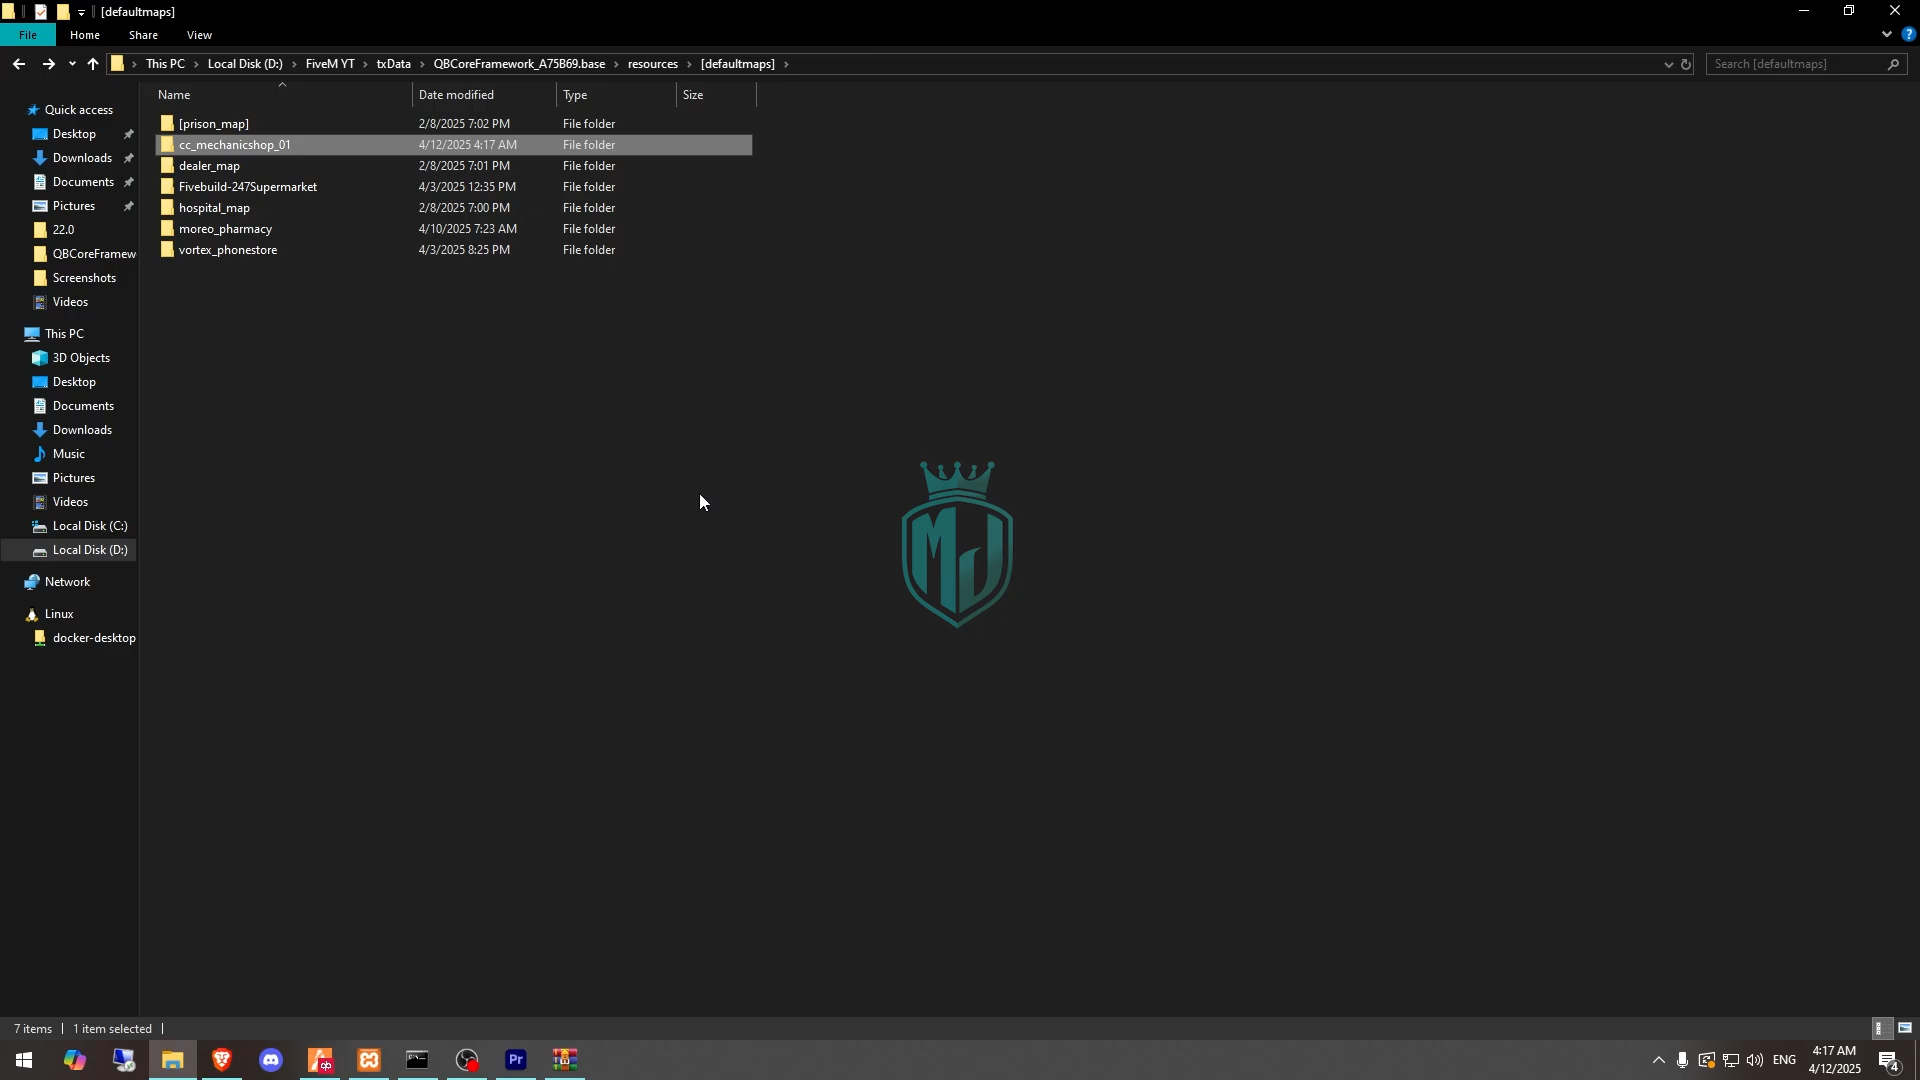 [defaultmaps]
File Home Share View
This PC Local Disk (D:) FiveM YT txData QBCoreFramework_A75B69.base resources [defaultmaps]
Search [defaultmaps]
Name Date modified Type Size
[prison_map] 2/8/2025 7:02 PM File folder
cc_mechanicshop_01 4/12/2025 4:17 AM File folder
dealer_map 2/8/2025 7:01 PM File folder
Fivebuild-247Supermarket 4/3/2025 12:35 PM File folder
hospital_map 2/8/2025 7:00 PM File folder
moreo_pharmacy 4/10/2025 7:23 AM File folder
vortex_phonestore 4/3/2025 8:25 PM File folder
Quick access
Desktop
Downloads
Documents
Pictures
22.0
QBCoreFramew
Screenshots
Videos
This PC
3D Objects
Desktop
Documents
Downloads
Music
Pictures
Videos
Local Disk (C:)
Local Disk (D:)
Network
Linux
docker-desktop
MJ
7 items 1 item selected
Pr
ENG
4:17 AM
4/12/2025
4